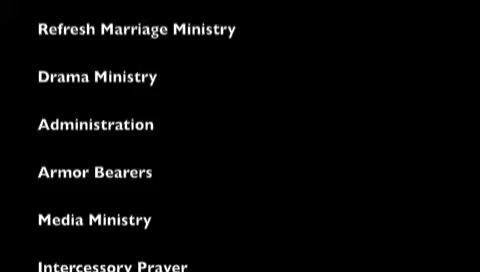 Refresh Marriage Ministry
Drama Ministry
Administration
Armor Bearers
Media Ministry
Intercessory Prayer